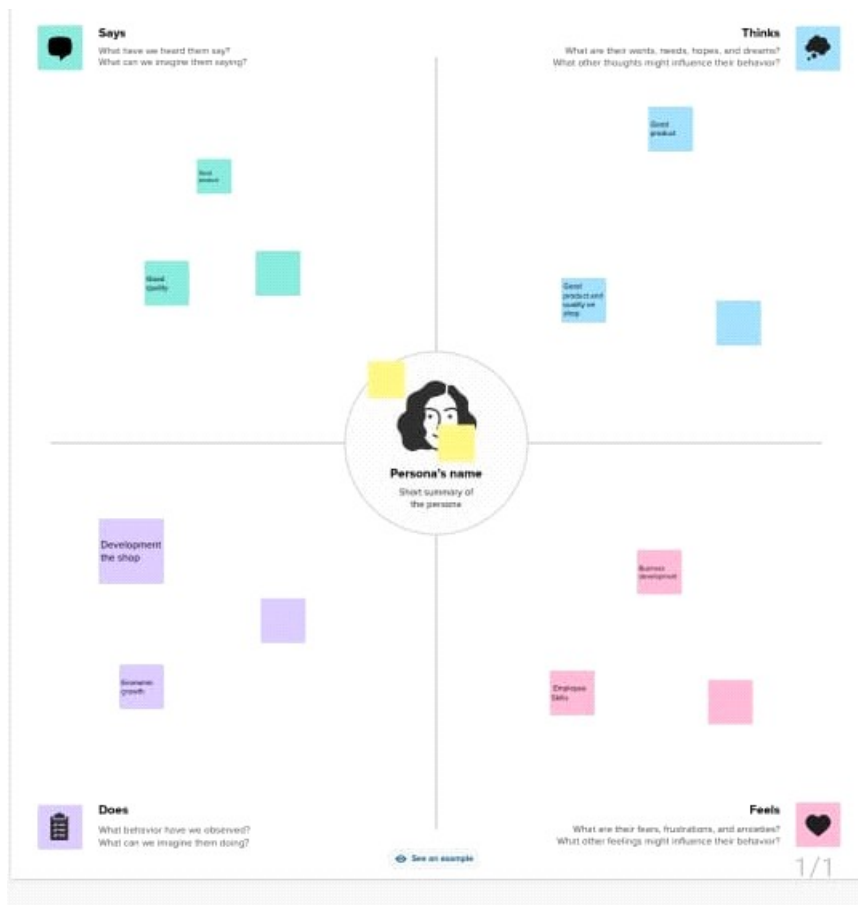 Says
What have we heard them say?
What can we imagine them saying?
Thinks
What are their wants, needs, hopes, and dreams?
What other thoughts might influence their behavior?
Good
product
product
Good
Quality
Good
product and
quality on
shop
Persona's name
Short summary of
the persona
Development
the shop
Economic
growth
Business
development
Employee
Skills
Does
What behavior have we observed?
What can we imagine them doing?
Feels
What are their fears, frustrations, and anxieties?
What other feelings might influence their behavior?
See an example
1/1